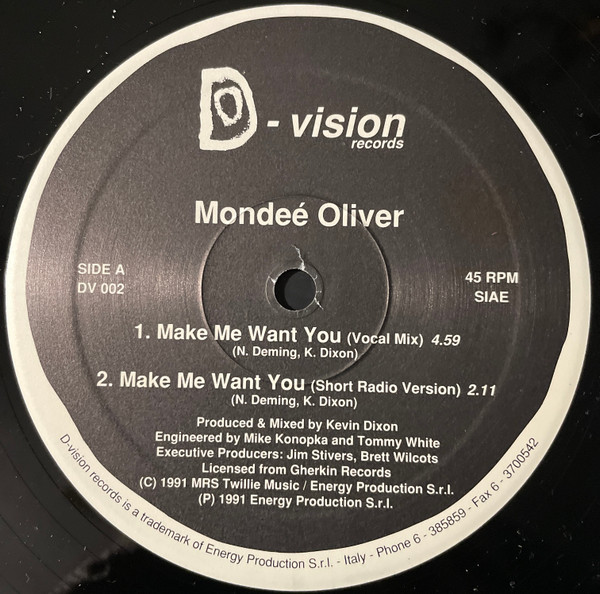 D - vision
records
Mondeé Oliver
SIDE A
DV 002
45 RPM
SIAE
1. Make Me Want You (Vocal Mix) 4.59
(N. Deming, K. Dixon)
2. Make Me Want You (Short Radio Version) 2.11
(N. Deming, K. Dixon)
Produced & Mixed by Kevin Dixon
Engineered by Mike Konopka and Tommy White
Executive Producers: Jim Stivers, Brett Wilcots
Licensed from Gherkin Records
(C) 1991 MRS Twillie Music / Energy Production S.r.l.
(P) 1991 Energy Production S.r.l.
D-vision records is a trademark of Energy Production S.r.l. - Italy - Phone 6 - 385859 - Fax 6 - 3700542